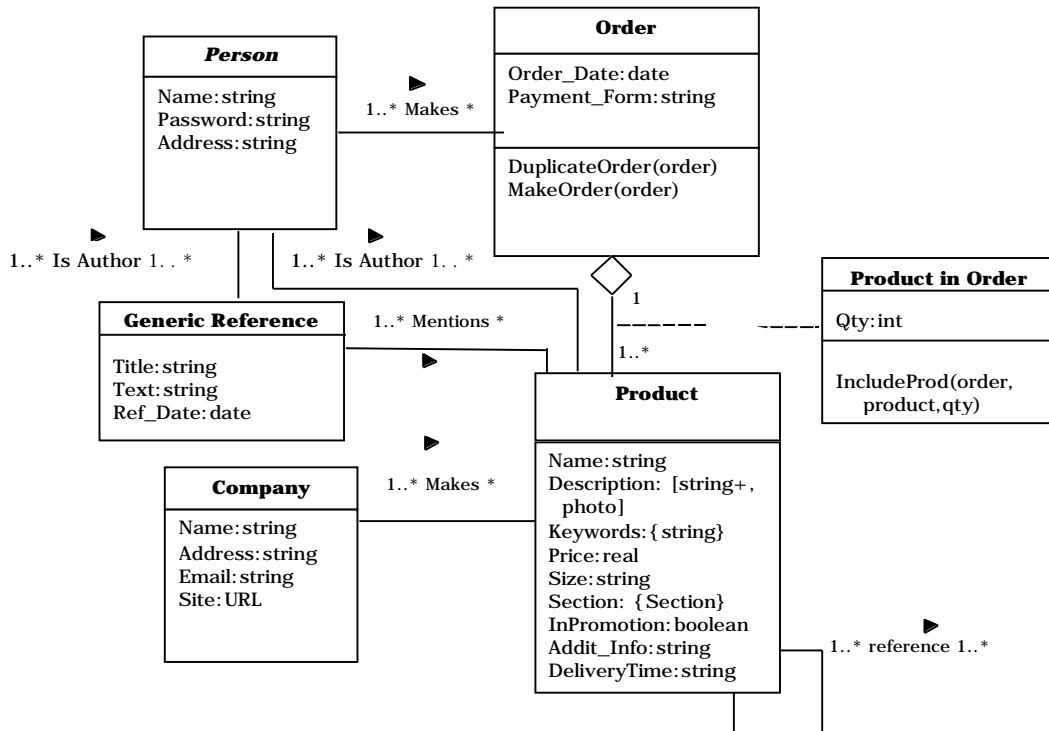 Person
Name:string
Password:string
Address:string
1..* Makes *
Order
Order_Date:date
Payment_Form:string
DuplicateOrder(order)
MakeOrder(order)
1..* Is Author 1. . *
1..* Is Author 1. . *
1
1..*
Product in Order
Qty:int
IncludeProd(order,
product,qty)
Generic Reference
Title:string
Text:string
Ref_Date:date
1..* Mentions *
Company
Name:string
Address:string
Email:string
Site:URL
1..* Makes *
Product
Name:string
Description: [string+,
photo]
Keywords:{string}
Price:real
Size:string
Section: {Section}
InPromotion:boolean
Addit_Info:string
DeliveryTime:string
1..* reference 1..*